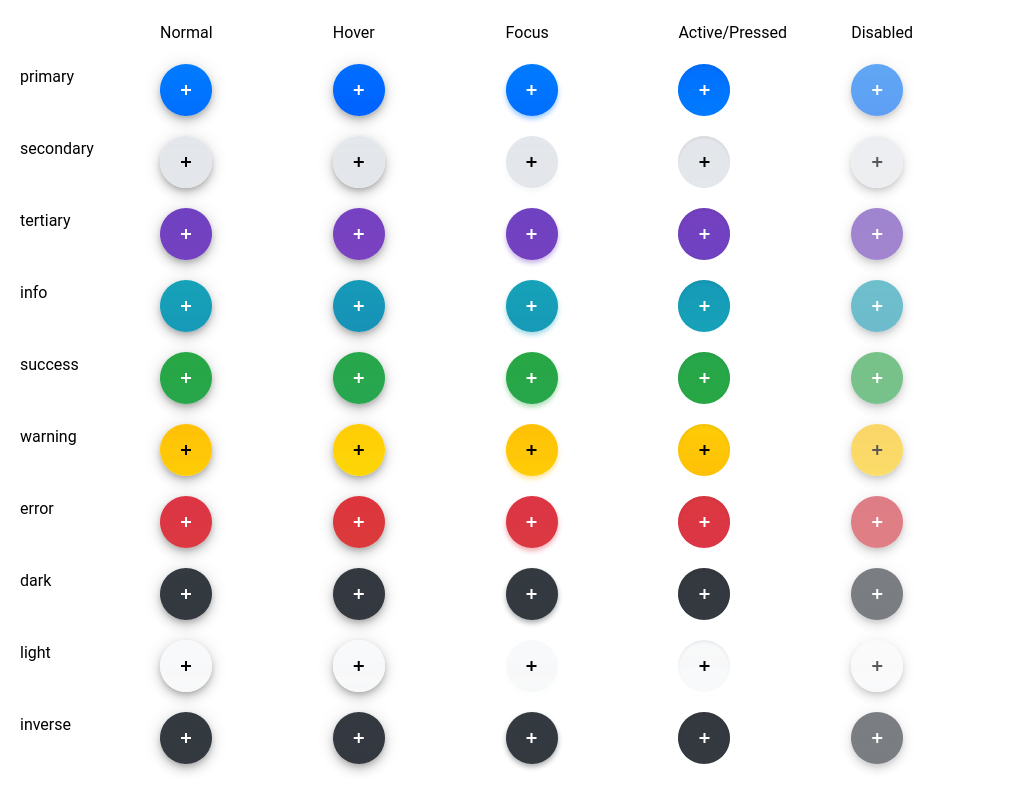 Normal Hover Focus Active/Pressed Disabled
primary + + + + +
secondary + + + + +
tertiary + + + + +
info + + + + +
success + + + + +
warning + + + + +
error + + + + +
dark + + + + +
light + + + + +
inverse + + + + +